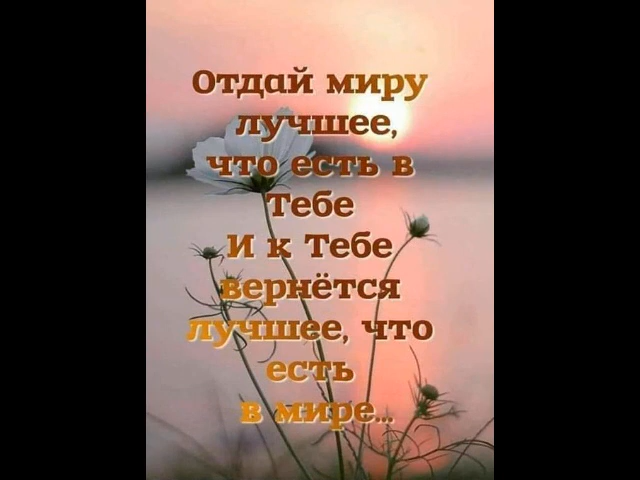 Отдай миру
лучшее,
что есть в
Тебе
И к Тебе
вернётся
лучшее, что
есть
в мире...